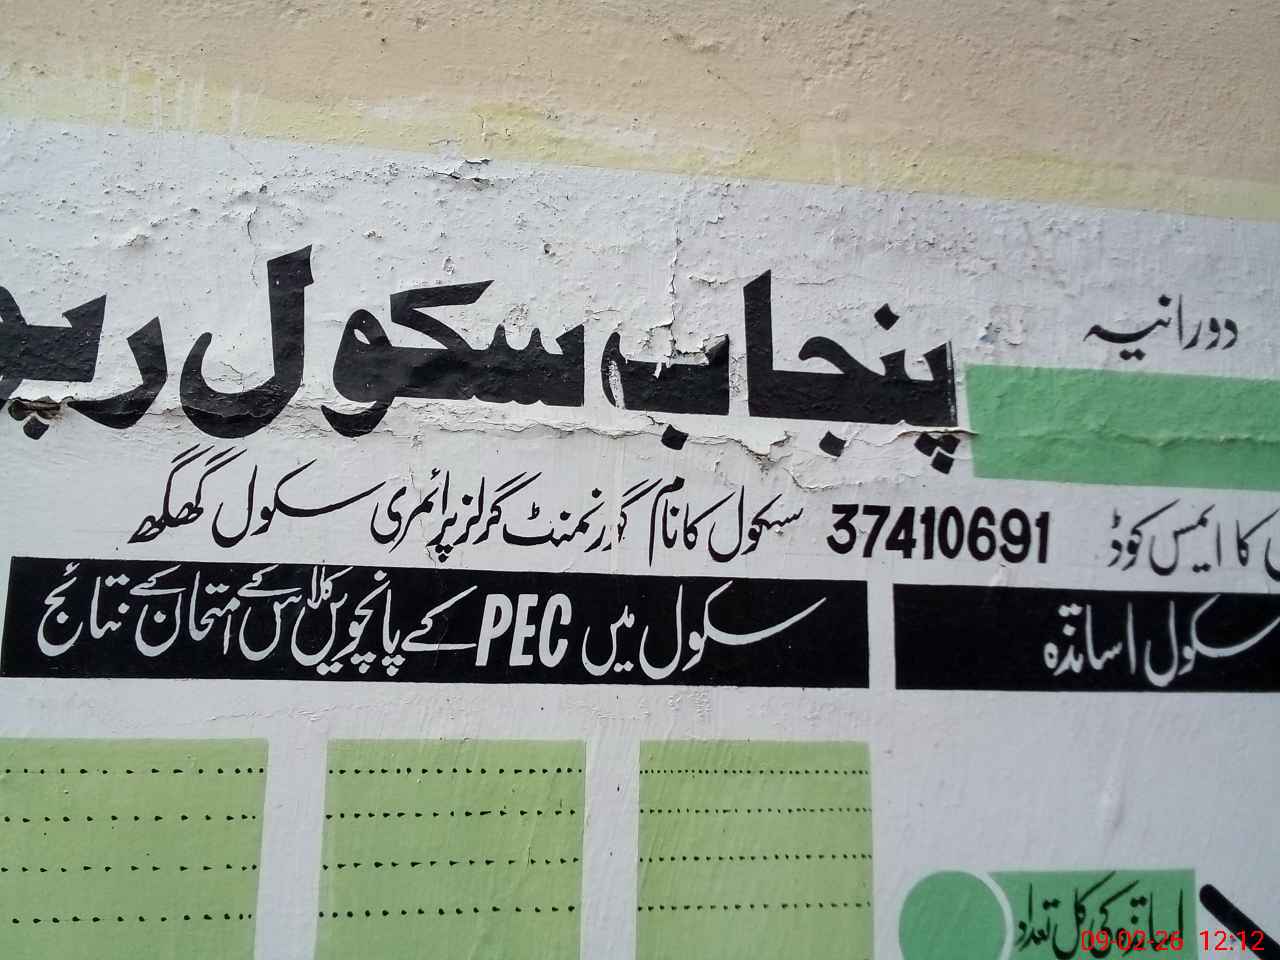 دورانیہ
پنجاب سکول
کا ایمس کوڈ 37410691 سکول کا نام گورنمنٹ گرلز پرائمری سکول گھگھ
سکول اساتذہ
سکول میں PEC کے پانچویں کلاس کے امتحان کے نتائج
اساتذہ کی کل تعداد
09-02-26 12:12